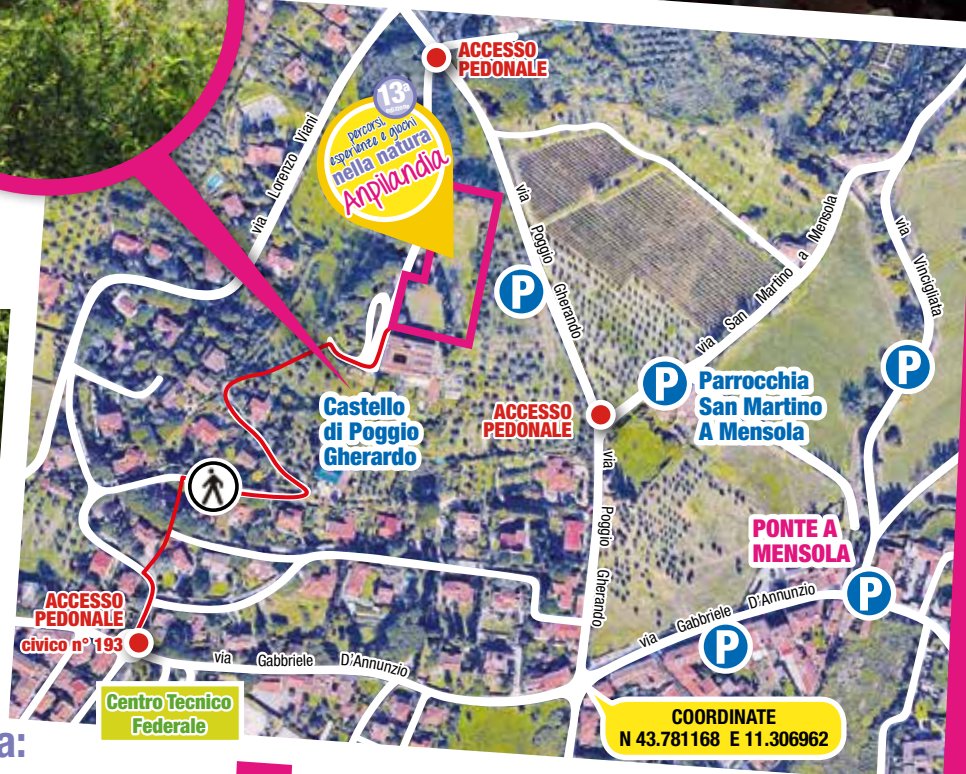 ACCESSO
PEDONALE
13ª
edizione
percorsi,
esperienze e giochi
nella natura
Anpilandia
via Lorenzo Viani
via Poggio Gherardo
P
via San Martino a Mensola
via Vincigliata
P
P
Parrocchia
San Martino
A Mensola
Castello
di Poggio
Gherardo
ACCESSO
PEDONALE
via Poggio Gherando
PONTE A
MENSOLA
P
ACCESSO
PEDONALE
civico n° 193
via Gabbriele D'Annunzio
via Gabbriele D'Annunzio
P
Centro Tecnico
Federale
COORDINATE
N 43.781168 E 11.306962
a: